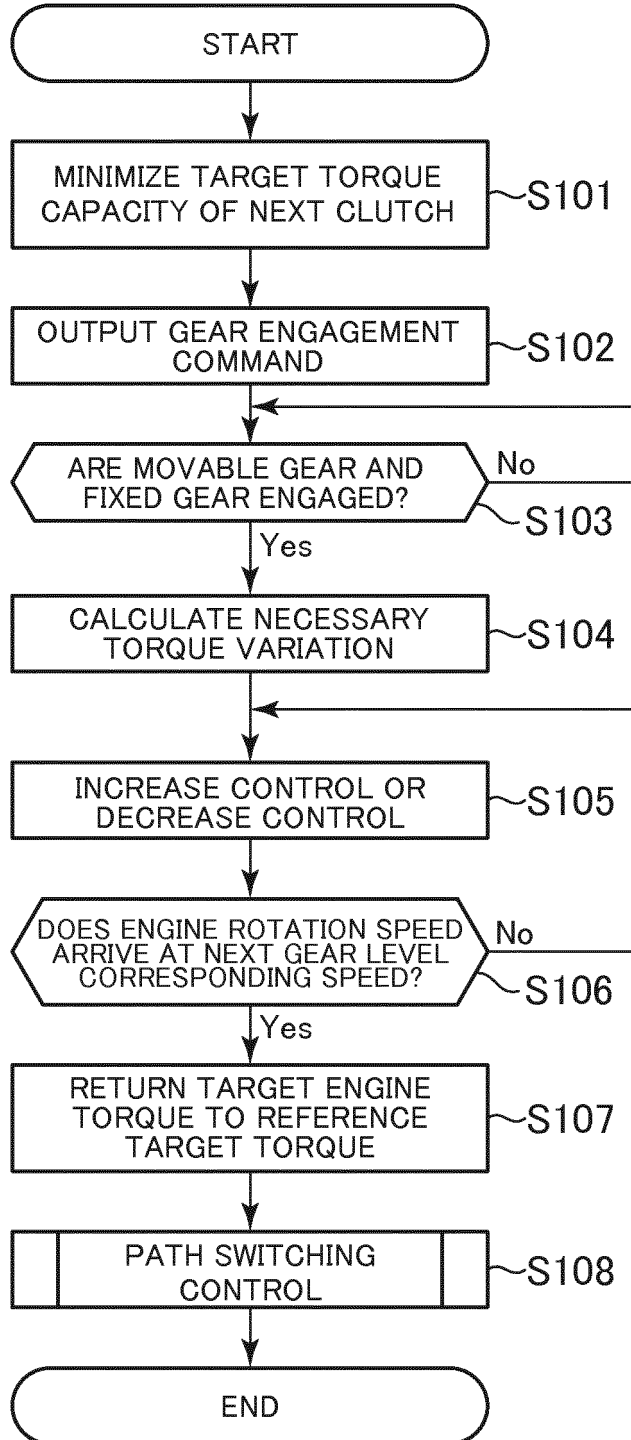 START
MINIMIZE TARGET TORQUE
CAPACITY OF NEXT CLUTCH
S101
OUTPUT GEAR ENGAGEMENT
COMMAND
S102
ARE MOVABLE GEAR AND
FIXED GEAR ENGAGED?
No
S103
Yes
CALCULATE NECESSARY
TORQUE VARIATION
S104
INCREASE CONTROL OR
DECREASE CONTROL
S105
DOES ENGINE ROTATION SPEED
ARRIVE AT NEXT GEAR LEVEL
CORRESPONDING SPEED?
No
S106
Yes
RETURN TARGET ENGINE
TORQUE TO REFERENCE
TARGET TORQUE
S107
PATH SWITCHING
CONTROL
S108
END